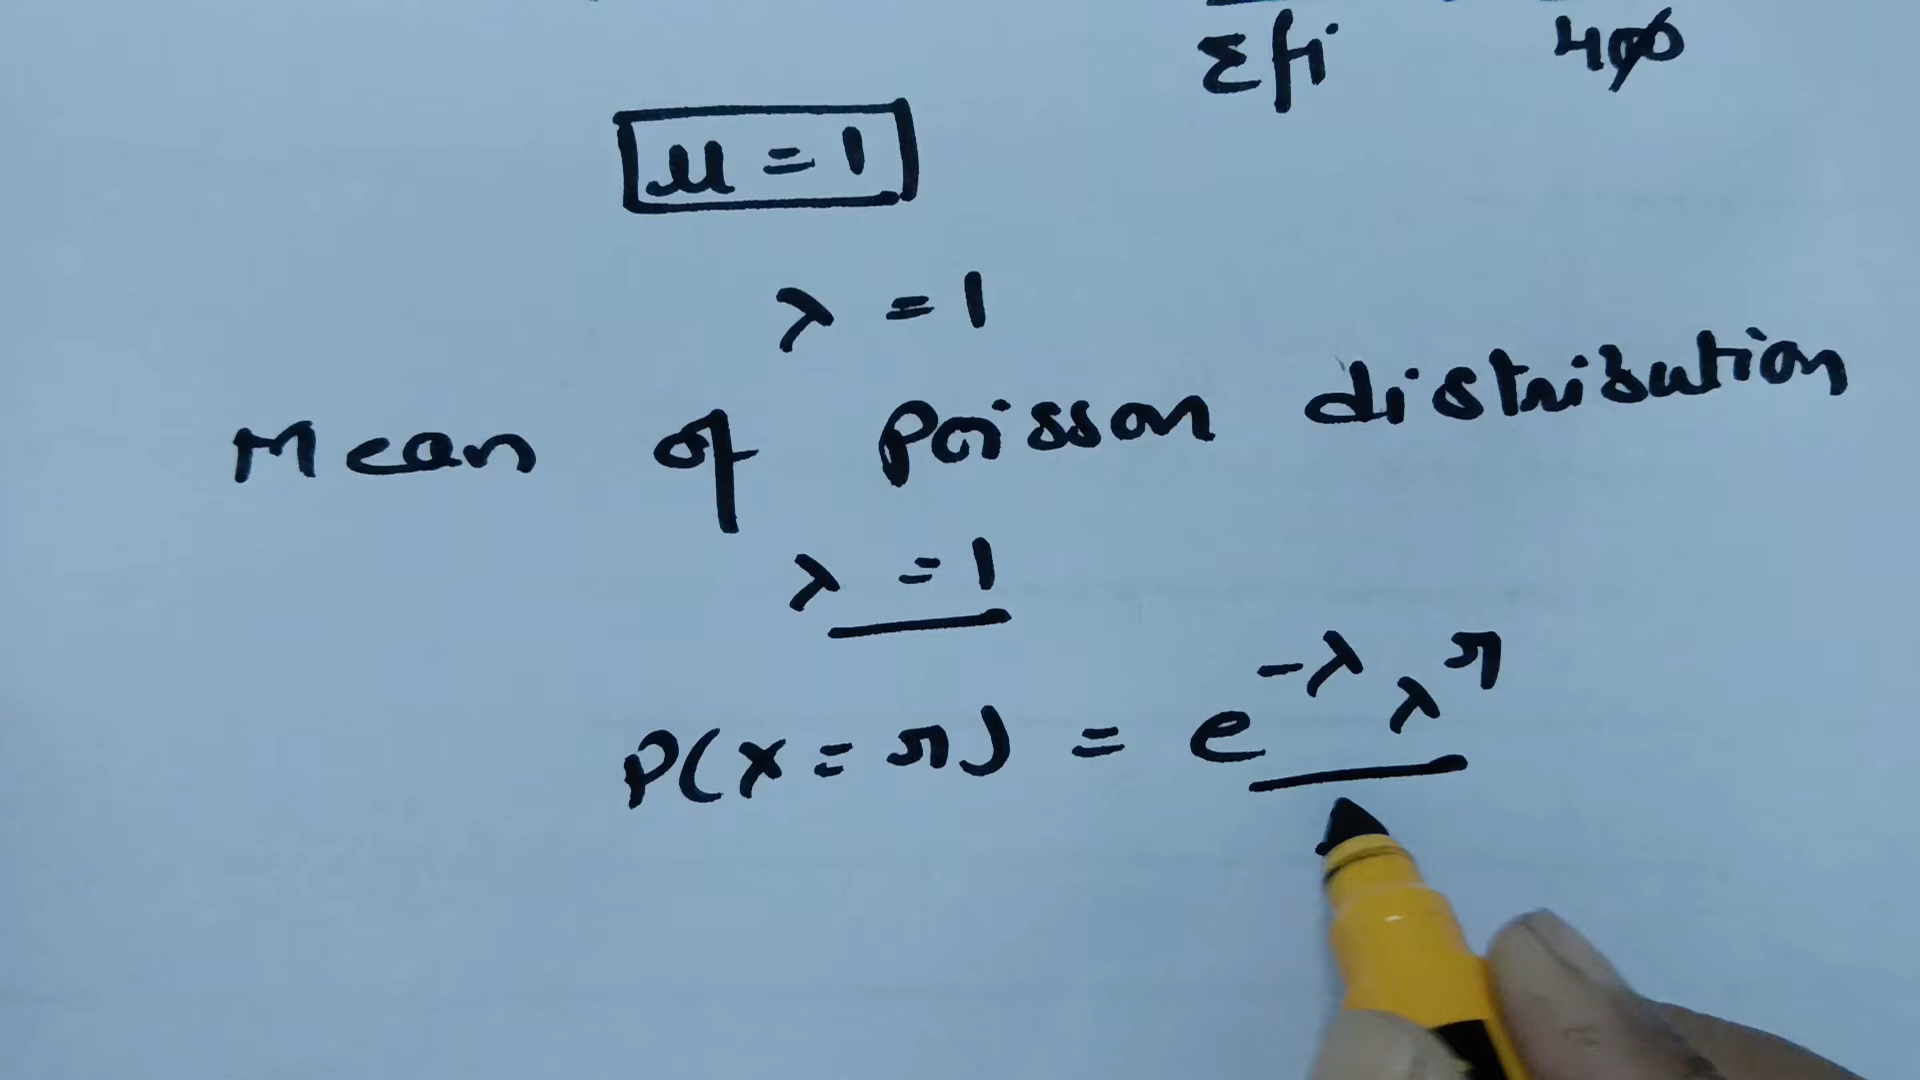 Σfi 400
μ = 1
λ = 1
Mean of Poisson distribution
λ = 1
P(x = r) = e^-λ λ^r